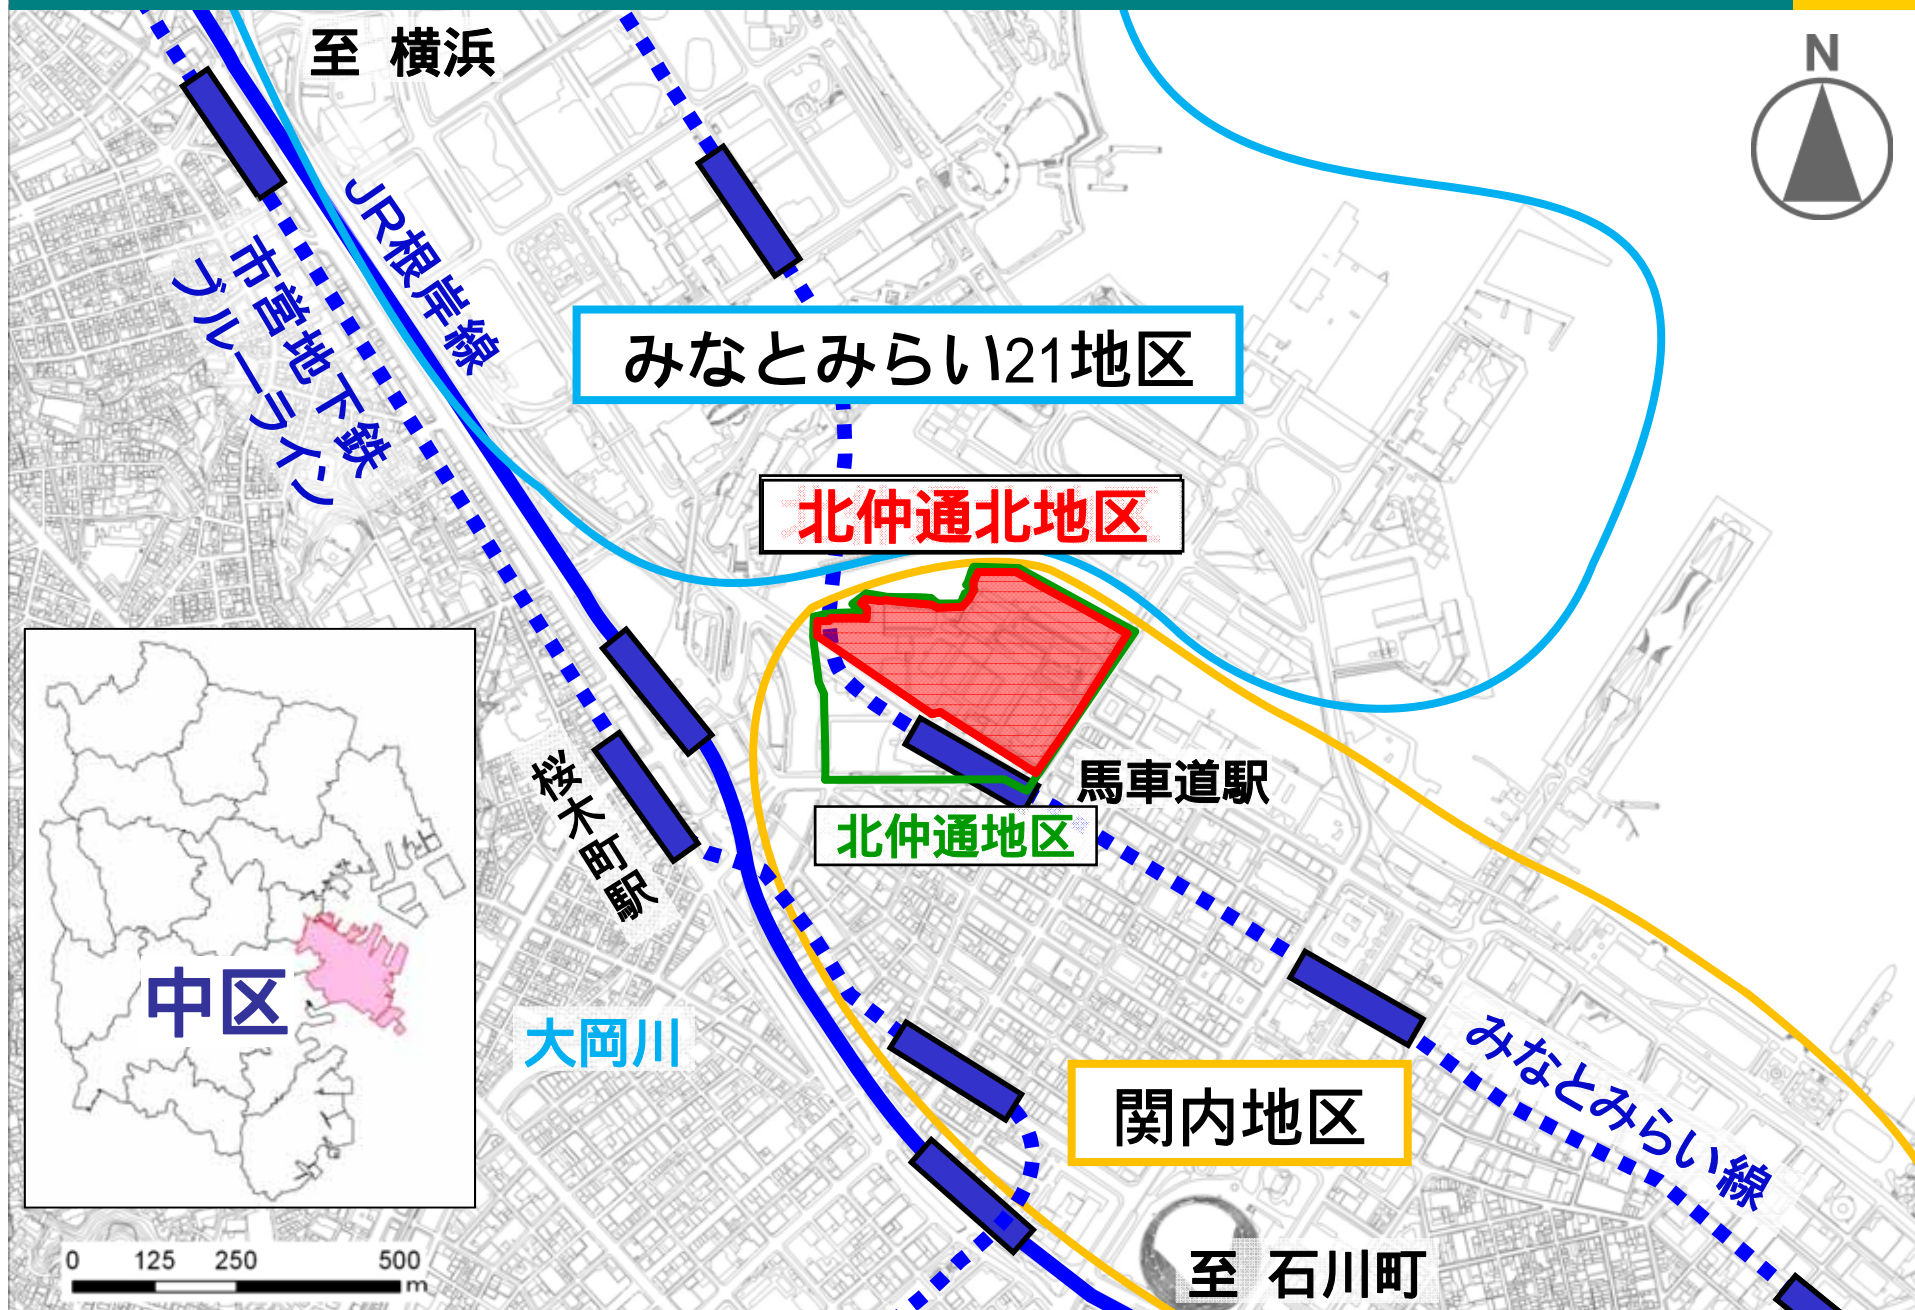 至 横浜
N
JR根岸線
市営地下鉄
ブルーライン
みなとみらい21地区
北仲通北地区
馬車道駅
北仲通地区
桜木町駅
中区
大岡川
関内地区
みなとみらい線
至 石川町
0 125 250 500
m